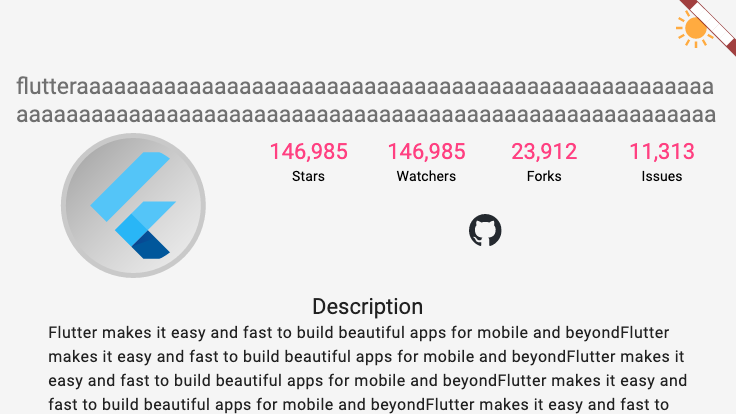 flutteraaaaaaaaaaaaaaaaaaaaaaaaaaaaaaaaaaaaaaaaaaaaaaaaaaa
aaaaaaaaaaaaaaaaaaaaaaaaaaaaaaaaaaaaaaaaaaaaaaaaaaaaaaaa
146,985 146,985 23,912 11,313
Stars Watchers Forks Issues
Description
Flutter makes it easy and fast to build beautiful apps for mobile and beyondFlutter
makes it easy and fast to build beautiful apps for mobile and beyondFlutter makes it
easy and fast to build beautiful apps for mobile and beyondFlutter makes it easy and
fast to build beautiful apps for mobile and beyondFlutter makes it easy and fast to